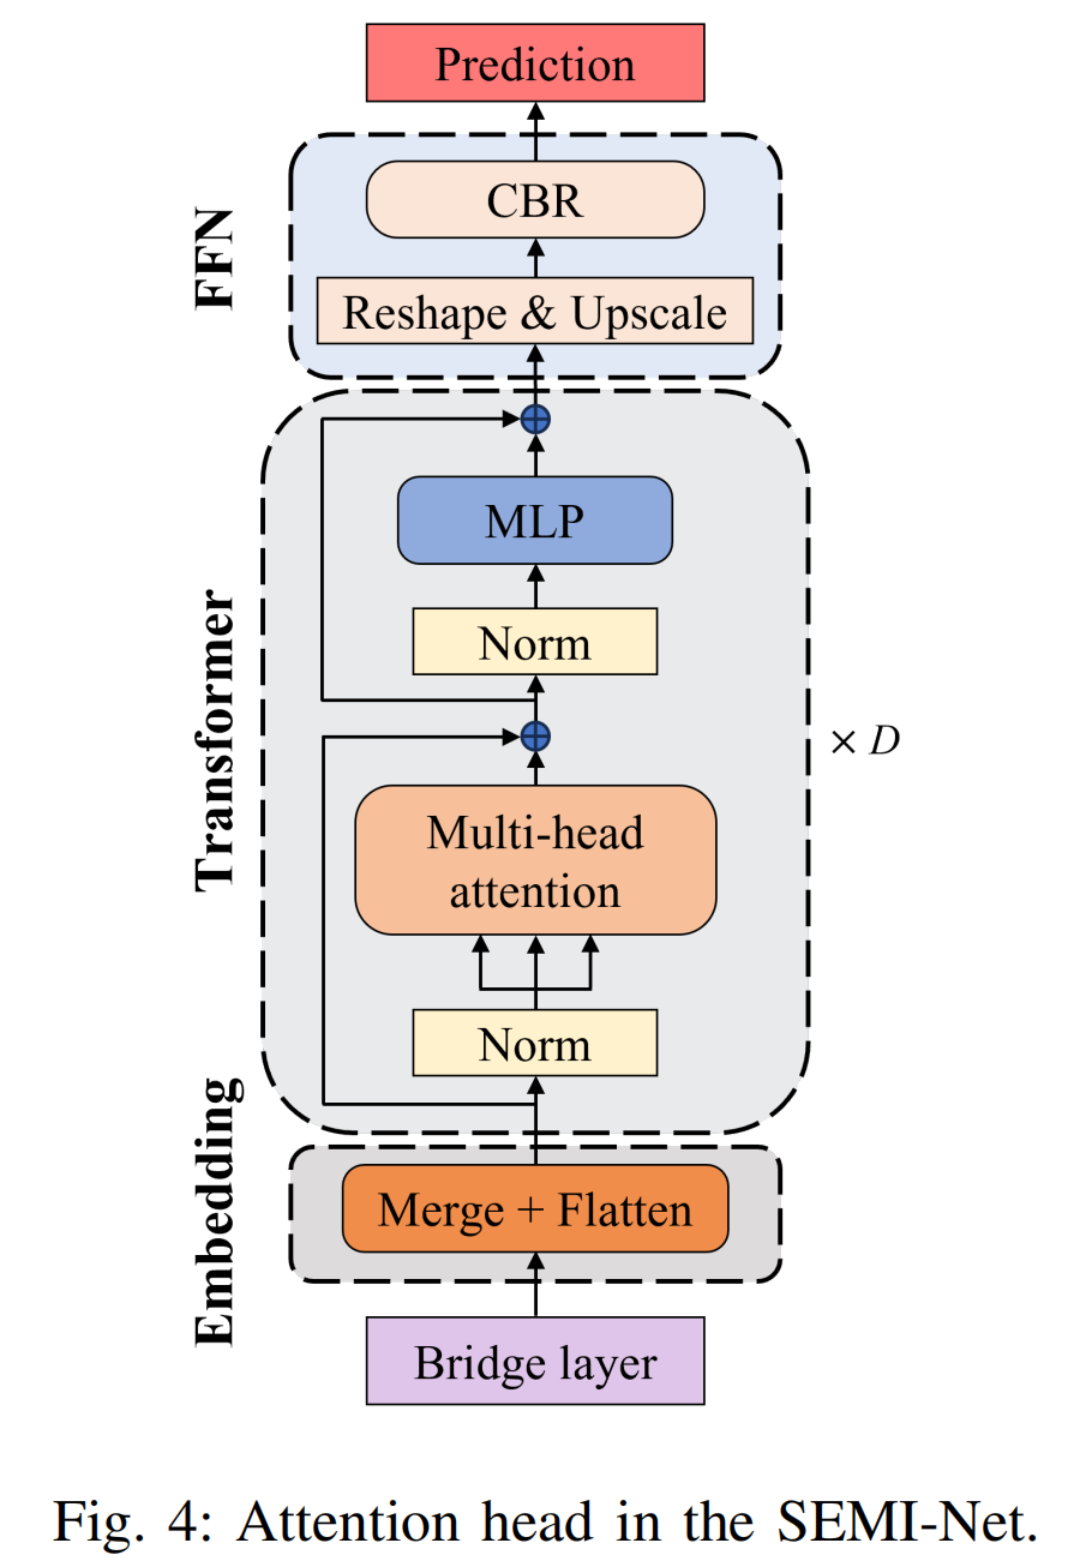 Prediction
FFN
CBR
Reshape & Upscale
Transformer
MLP
Norm
× D
Multi-head
attention
Norm
Embedding
Merge + Flatten
Bridge layer
Fig. 4: Attention head in the SEMI-Net.